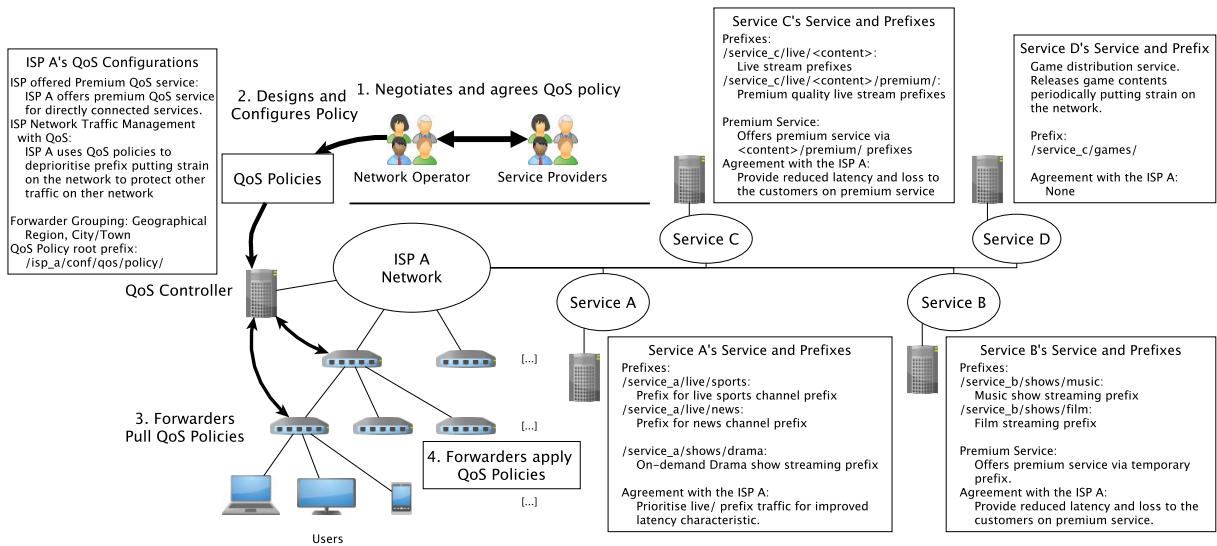 ISP A's QoS Configurations
ISP offered Premium QoS service:
ISP A offers premium QoS service
for directly connected services.
ISP Network Traffic Management
with QoS:
ISP A uses QoS policies to
deprioritise prefix putting strain
on the network to protect other
traffic on ther network
Forwarder Grouping: Geographical
Region, City/Town
QoS Policy root prefix:
/isp_a/conf/qos/policy/
2. Designs and
Configures Policy
1. Negotiates and agrees QoS policy
QoS Policies
Network Operator
Service Providers
Service C's Service and Prefixes
Prefixes:
/service_c/live/<content>:
Live stream prefixes
/service_c/live/<content>/premium/:
Premium quality live stream prefixes
Premium Service:
Offers premium service via
<content>/premium/ prefixes
Agreement with the ISP A:
Provide reduced latency and loss to
the customers on premium service
Service D's Service and Prefix
Game distribution service.
Releases game contents
periodically putting strain on
the network.
Prefix:
/service_c/games/
Agreement with the ISP A:
None
Service C
Service D
ISP A
Network
QoS Controller
Service A
Service B
[...]
3. Forwarders
Pull QoS Policies
[...]
4. Forwarders apply
QoS Policies
[...]
Users
Service A's Service and Prefixes
Prefixes:
/service_a/live/sports:
Prefix for live sports channel prefix
/service_a/live/news:
Prefix for news channel prefix
/service_a/shows/drama:
On-demand Drama show streaming prefix
Agreement with the ISP A:
Prioritise live/ prefix traffic for improved
latency characteristic.
Service B's Service and Prefixes
Prefixes:
/service_b/shows/music:
Music show streaming prefix
/service_b/shows/film:
Film streaming prefix
Premium Service:
Offers premium service via temporary
prefix.
Agreement with the ISP A:
Provide reduced latency and loss to the
customers on premium service.